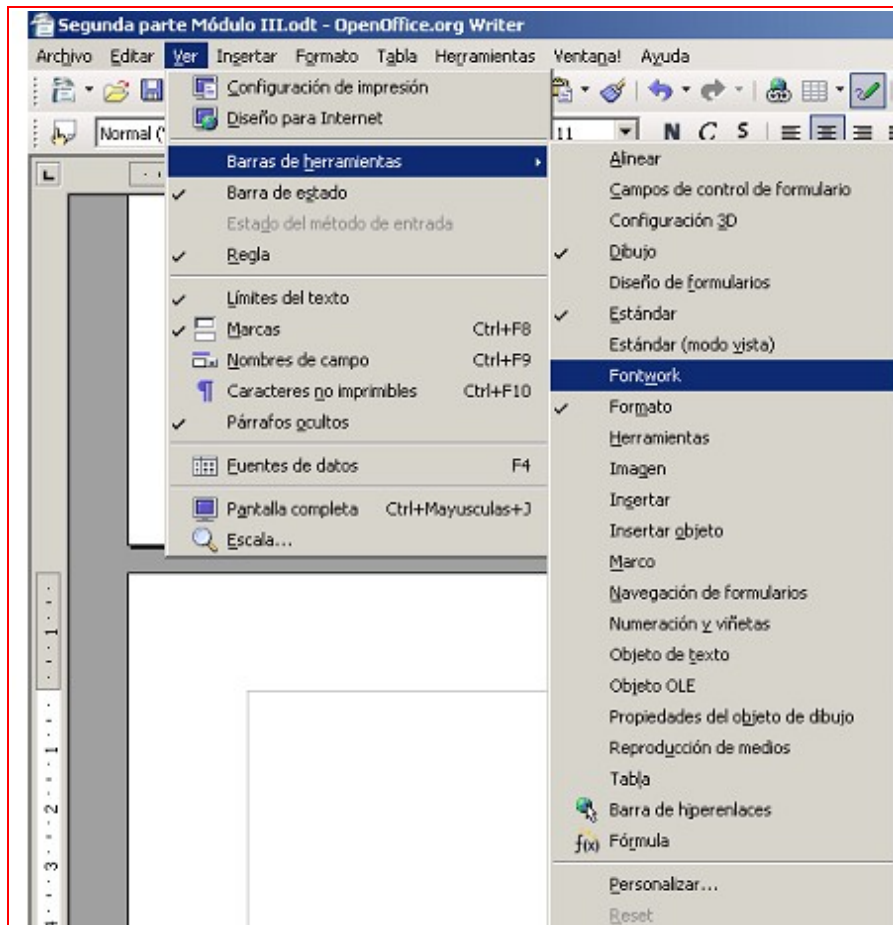 Segunda parte Módulo III.odt - OpenOffice.org Writer
Archivo Editar Ver Insertar Formato Tabla Herramientas Ventana! Ayuda
Normal (
11 N C S
Configuración de impresión
Diseño para Internet
Barras de herramientas
Barra de estado
Estado del método de entrada
Regla
Límites del texto
Marcas Ctrl+F8
Nombres de campo Ctrl+F9
Caracteres no imprimibles Ctrl+F10
Párrafos ocultos
Fuentes de datos F4
Pantalla completa Ctrl+Mayusculas+J
Escala...
Alinear
Campos de control de formulario
Configuración 3D
Dibujo
Diseño de formularios
Estándar
Estándar (modo vista)
Fontwork
Formato
Herramientas
Imagen
Insertar
Insertar objeto
Marco
Navegación de formularios
Numeración y viñetas
Objeto de texto
Objeto OLE
Propiedades del objeto de dibujo
Reproducción de medios
Tabla
Barra de hiperenlaces
f(x) Fórmula
Personalizar...
Reset
1
1
2
3